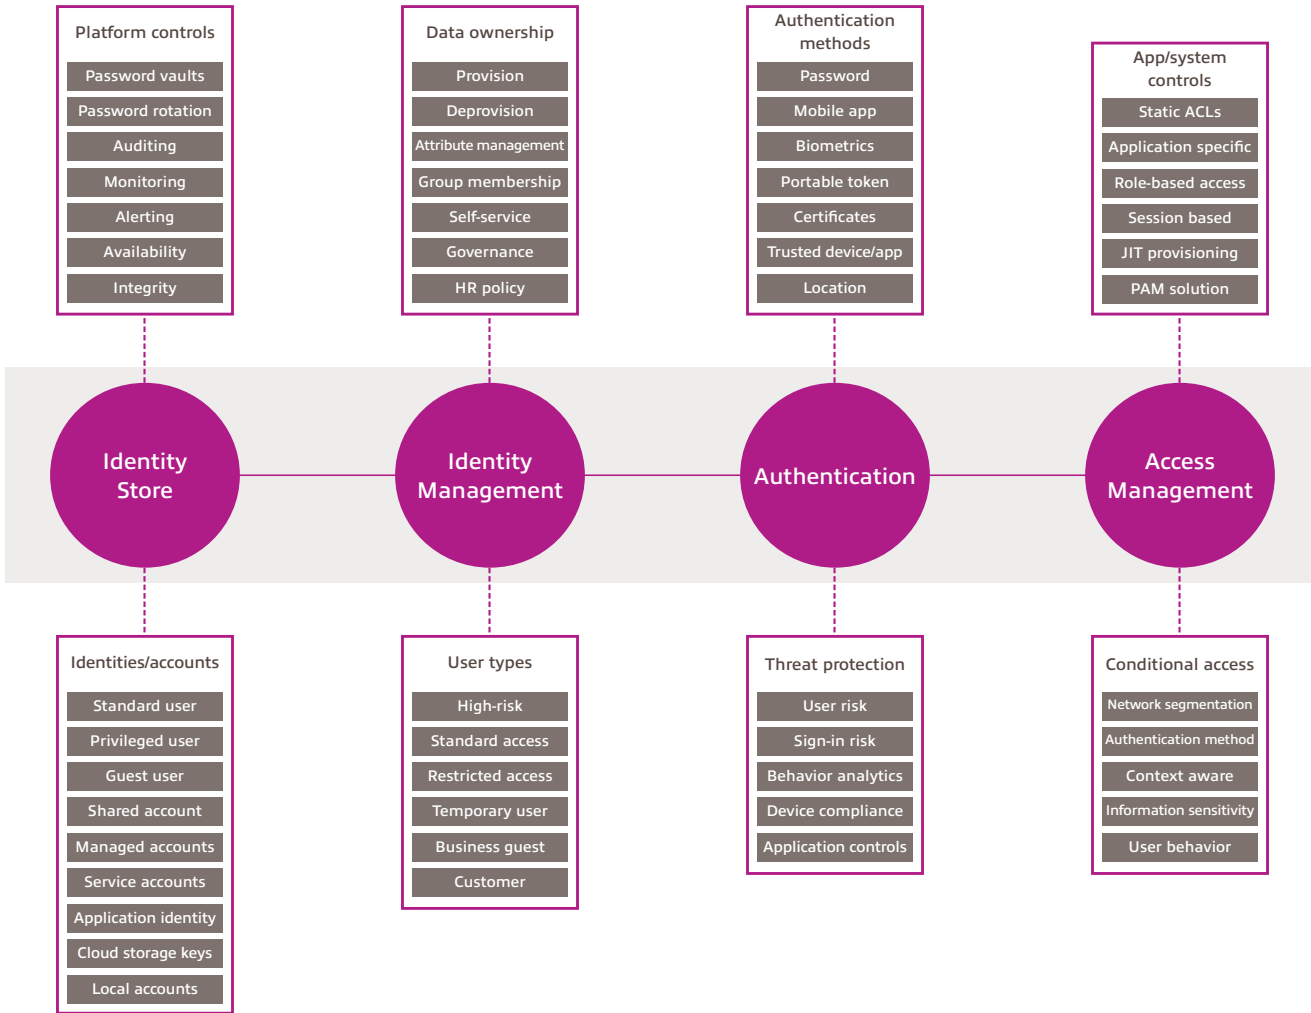 Platform controls
Password vaults
Password rotation
Auditing
Monitoring
Alerting
Availability
Integrity
Data ownership
Provision
Deprovision
Attribute management
Group membership
Self-service
Governance
HR policy
Authentication
methods
Password
Mobile app
Biometrics
Portable token
Certificates
Trusted device/app
Location
App/system
controls
Static ACLs
Application specific
Role-based access
Session based
JIT provisioning
PAM solution
Identity
Store
Identity
Management
Authentication
Access
Management
Identities/accounts
Standard user
Privileged user
Guest user
Shared account
Managed accounts
Service accounts
Application identity
Cloud storage keys
Local accounts
User types
High-risk
Standard access
Restricted access
Temporary user
Business guest
Customer
Threat protection
User risk
Sign-in risk
Behavior analytics
Device compliance
Application controls
Conditional access
Network segmentation
Authentication method
Context aware
Information sensitivity
User behavior